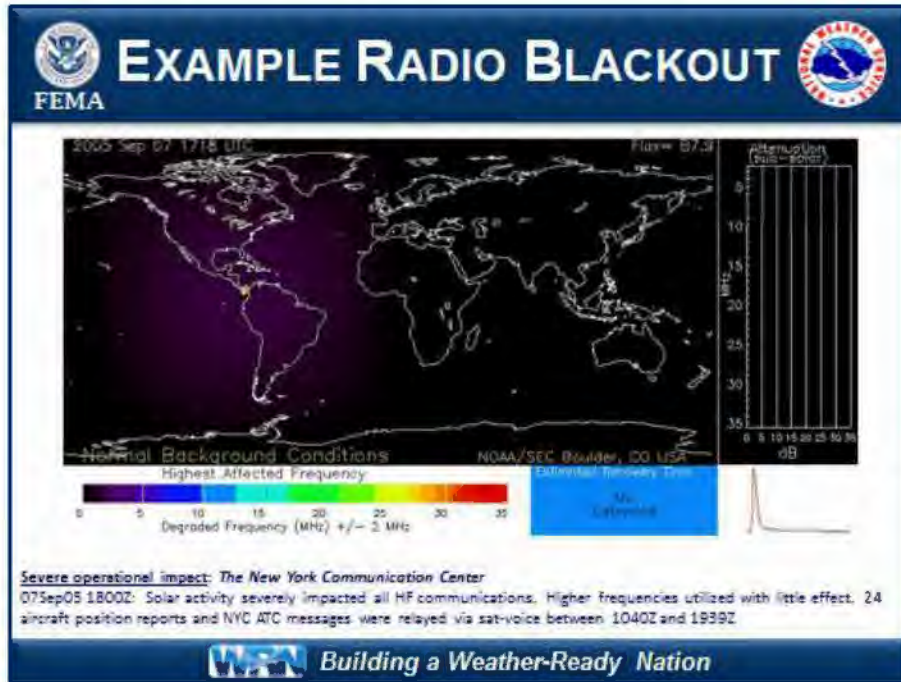 EXAMPLE RADIO BLACKOUT
FEMA
NATIONAL WEATHER SERVICE
2005 Sep 07 1718 UTC
Attenuation
5
10
15
20
25
30
35
MHz
0 5 10 15 20 25 30 35
dB
Normal Background Conditions
NOAA/SEC Boulder, CO USA
Highest Affected Frequency
Estimated Recovery Time
0 5 10 15 20 25 30 35
Degraded Frequency (MHz) +/- 2 MHz
Severe operational impact: The New York Communication Center
07Sep05 1800Z: Solar activity severely impacted all HF communications. Higher frequencies utilized with little effect. 24
aircraft position reports and NYC ATC messages were relayed via sat-voice between 1040Z and 1939Z
Building a Weather-Ready Nation